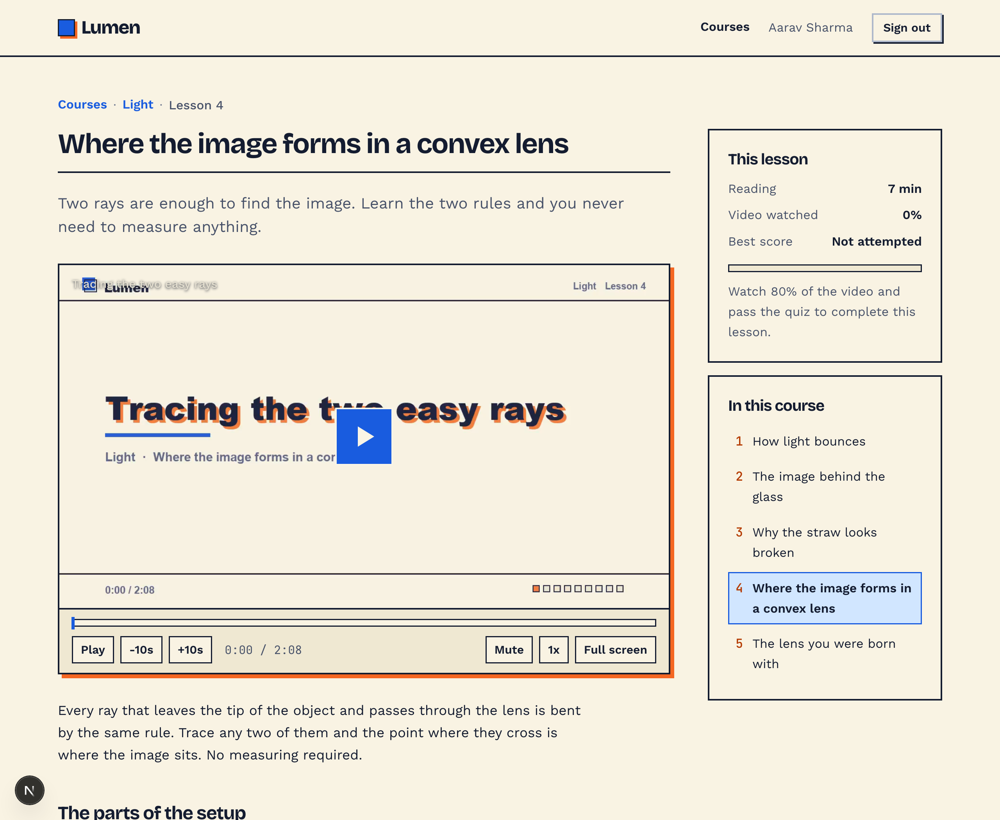 Lumen
Courses
Aarav Sharma
Sign out
Courses · Light · Lesson 4
Where the image forms in a convex lens
Two rays are enough to find the image. Learn the two rules and you never
need to measure anything.
Tracing the two easy rays
Lumen
Light Lesson 4
Tracing the two easy rays
Light · Where the image forms in a
0:00 / 2:08
Play
-10s
+10s
0:00 / 2:08
Mute
1x
Full screen
Every ray that leaves the tip of the object and passes through the lens is bent
by the same rule. Trace any two of them and the point where they cross is
where the image sits. No measuring required.
The parts of the setup
This lesson
Reading 7 min
Video watched 0%
Best score Not attempted
Watch 80% of the video and
pass the quiz to complete this
lesson.
In this course
1 How light bounces
2 The image behind the
glass
3 Why the straw looks
broken
4 Where the image forms in
a convex lens
5 The lens you were born
with
N